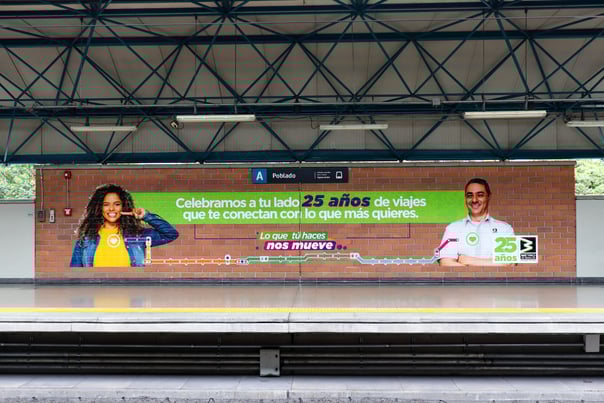 A Poblado
Celebramos a tu lado 25 años de viajes
que te conectan con lo que más quieres.
Lo que tú haces
nos mueve
25
años